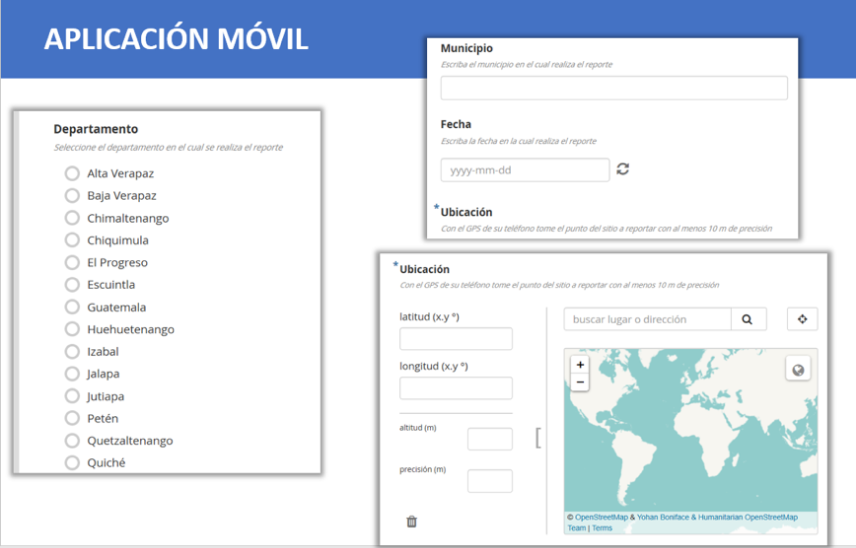 APLICACIÓN MÓVIL
Departamento
Seleccione el departamento en el cual se realiza el reporte
Alta Verapaz
Baja Verapaz
Chimaltenango
Chiquimula
El Progreso
Escuintla
Guatemala
Huehuetenango
Izabal
Jalapa
Jutiapa
Petén
Quetzaltenango
Quiché
Municipio
Escriba el municipio en el cual realiza el reporte
Fecha
Escriba la fecha en la cual realiza el reporte
yyyy-mm-dd
*Ubicación
Con el GPS de su teléfono tome el punto del sitio a reportar con al menos 10 m de precisión
*Ubicación
Con el GPS de su teléfono tome el punto del sitio a reportar con al menos 10 m de precisión
latitud (x.y °)
longitud (x.y °)
altitud (m)
precisión (m)
buscar lugar o dirección
+
−
© OpenStreetMap & Yohan Boniface & Humanitarian OpenStreetMap
Team | Terms